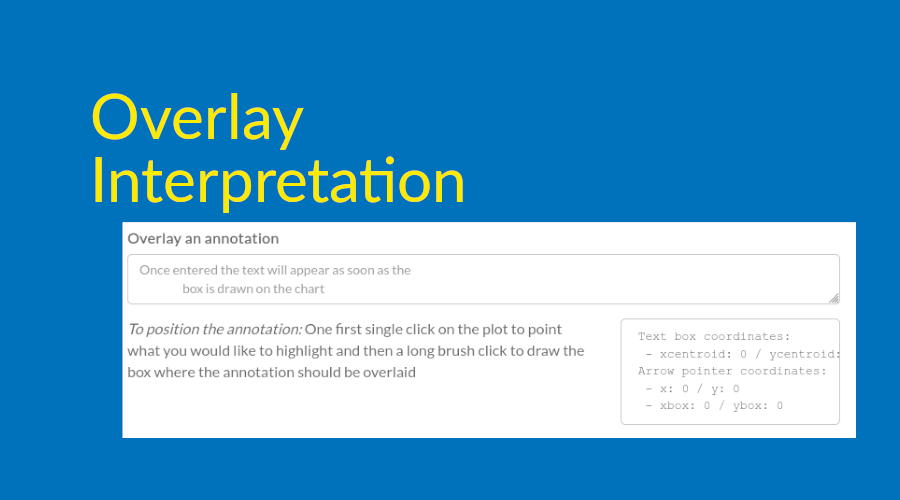 Overlay
Interpretation
Overlay an annotation
Once entered the text will appear as soon as the
box is drawn on the chart
To position the annotation: One first single click on the plot to point
what you would like to highlight and then a long brush click to draw the
box where the annotation should be overlaid
Text box coordinates:
- xcentroid: 0 / ycentroid:
Arrow pointer coordinates:
- x: 0 / y: 0
- xbox: 0 / ybox: 0